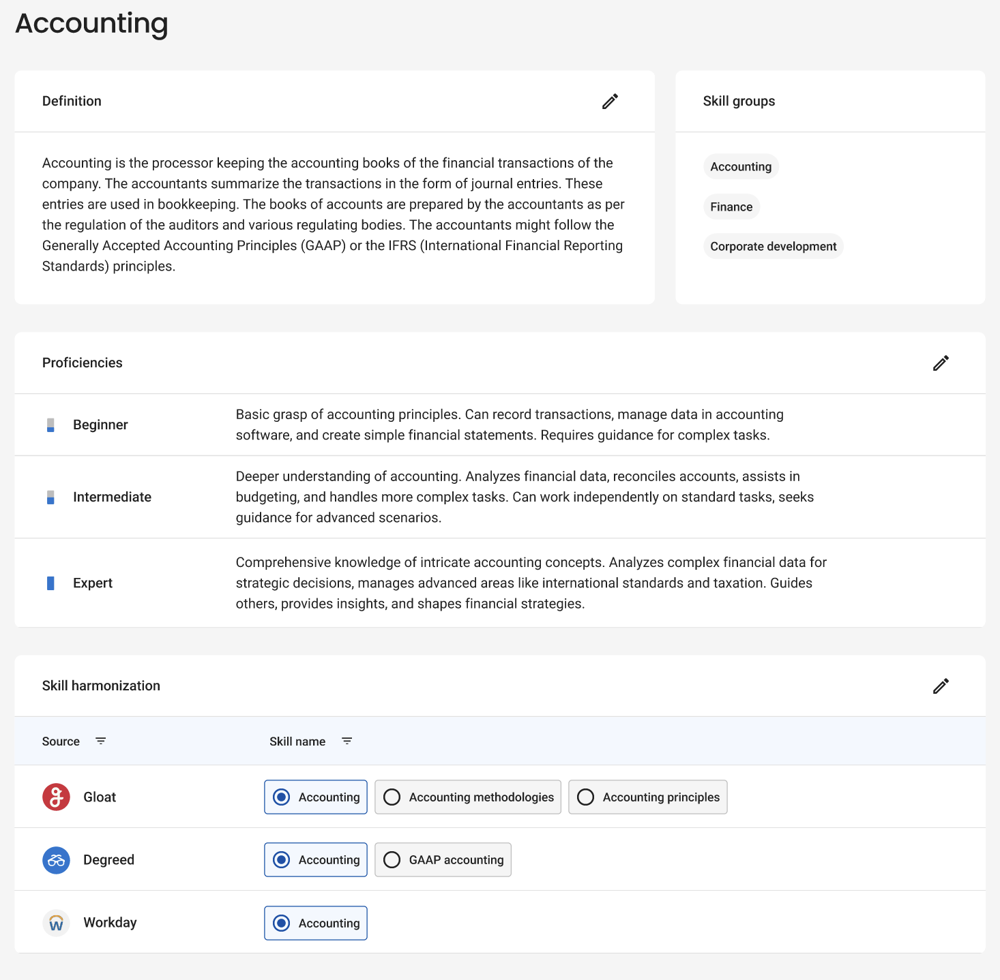 Accounting
Definition
Accounting is the processor keeping the accounting books of the financial transactions of the
company. The accountants summarize the transactions in the form of journal entries. These
entries are used in bookkeeping. The books of accounts are prepared by the accountants as per
the regulation of the auditors and various regulating bodies. The accountants might follow the
Generally Accepted Accounting Principles (GAAP) or the IFRS (International Financial Reporting
Standards) principles.
Skill groups
Accounting
Finance
Corporate development
Proficiencies
Beginner
Basic grasp of accounting principles. Can record transactions, manage data in accounting
software, and create simple financial statements. Requires guidance for complex tasks.
Intermediate
Deeper understanding of accounting. Analyzes financial data, reconciles accounts, assists in
budgeting, and handles more complex tasks. Can work independently on standard tasks, seeks
guidance for advanced scenarios.
Expert
Comprehensive knowledge of intricate accounting concepts. Analyzes complex financial data for
strategic decisions, manages advanced areas like international standards and taxation. Guides
others, provides insights, and shapes financial strategies.
Skill harmonization
Source Skill name
Gloat Accounting Accounting methodologies Accounting principles
Degreed Accounting GAAP accounting
Workday Accounting